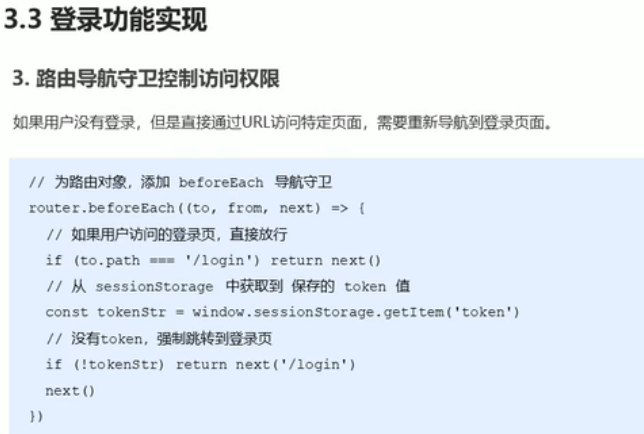 3.3 登录功能实现
3. 路由导航守卫控制访问权限
如果用户没有登录，但是直接通过URL访问特定页面，需要重新导航到登录页面。
// 为路由对象，添加 beforeEach 导航守卫
router.beforeEach((to, from, next) => {
// 如果用户访问的登录页，直接放行
if (to.path === '/login') return next()
// 从 sessionStorage 中获取到 保存的 token 值
const tokenStr = window.sessionStorage.getItem('token')
// 没有token，强制跳转到登录页
if (!tokenStr) return next('/login')
next()
})